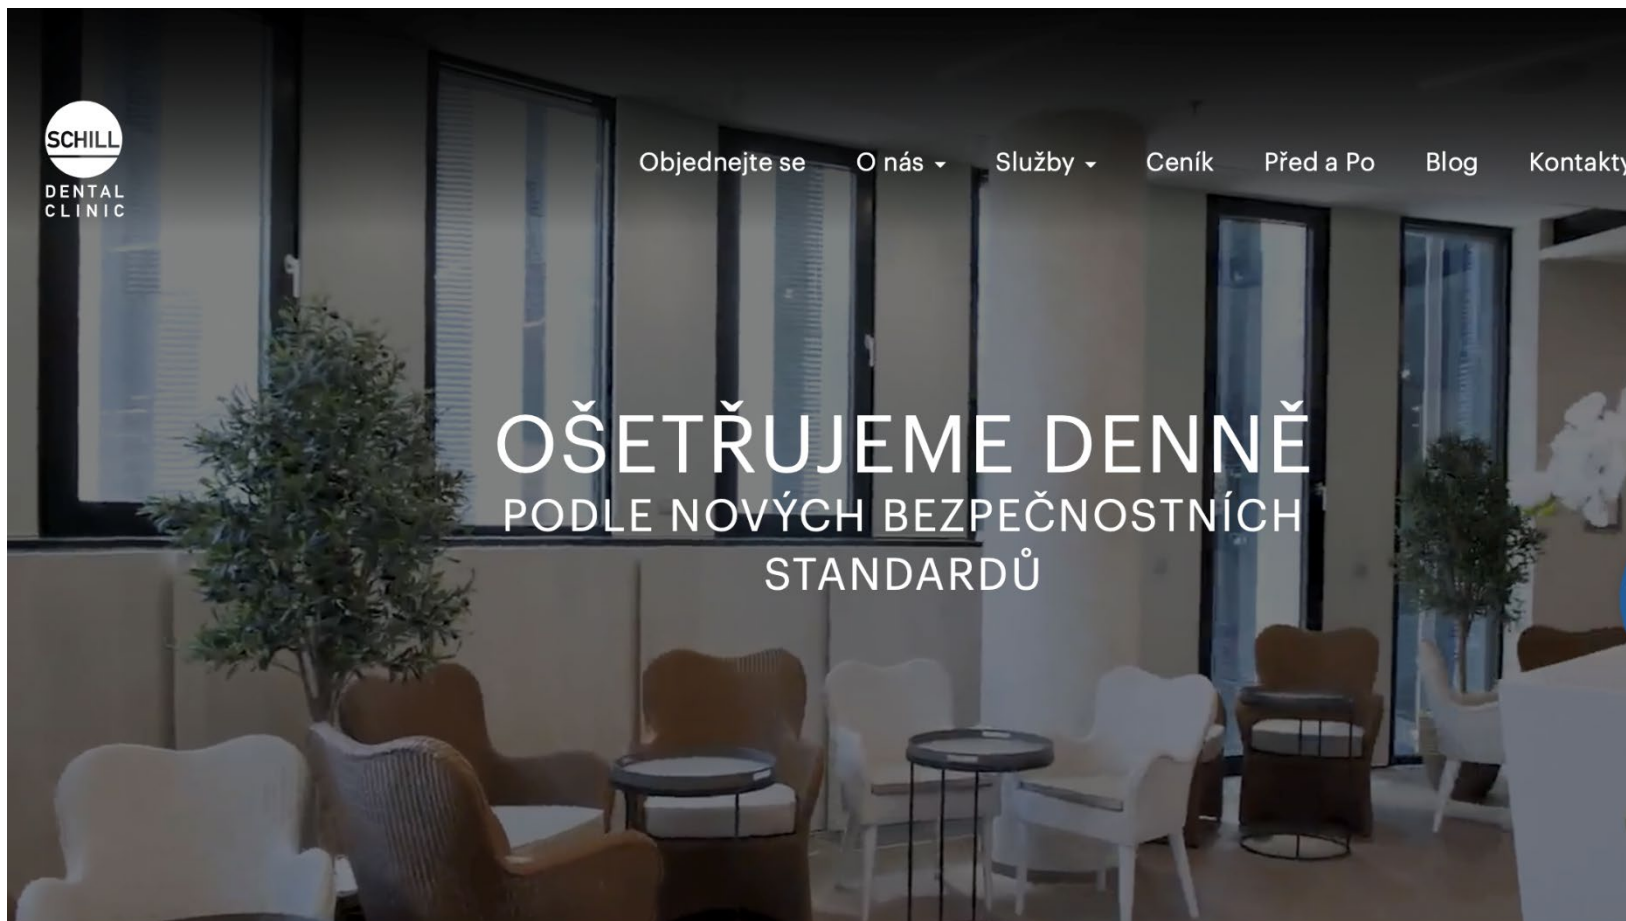 SCHILL
DENTAL
CLINIC
Objednejte se O nás Služby Ceník Před a Po Blog Kontakty
OŠETŘUJEME DENNĚ
PODLE NOVÝCH BEZPEČNOSTNÍCH
STANDARDŮ